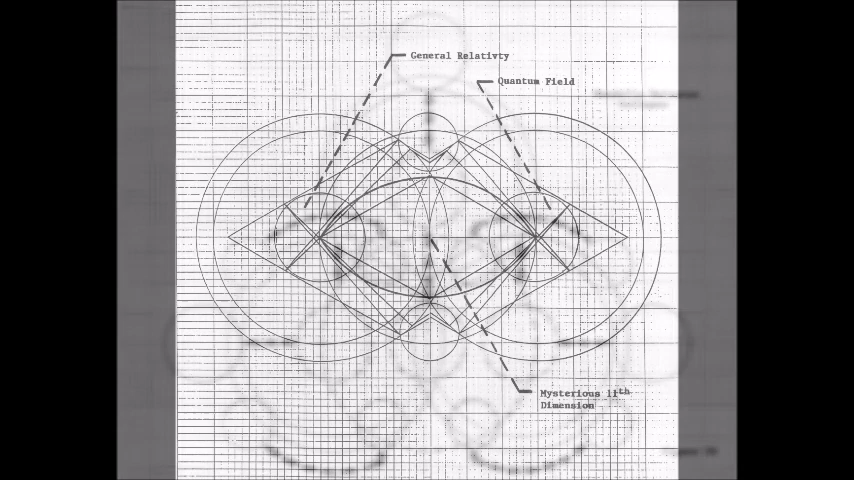 General Relativty
Quantum Field
Mysterious 11th
Dimension